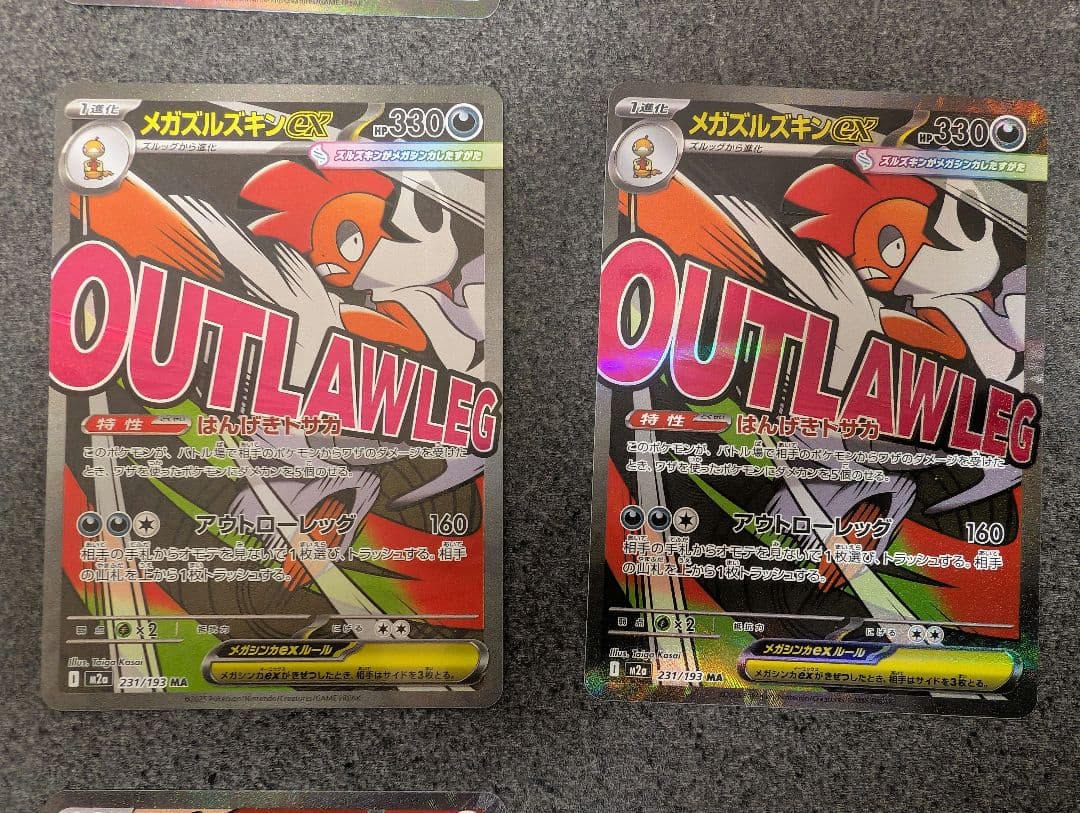 1進化
メガズルズキンex HP330
ズルッグから進化
ズルズキンがメガシンカしたすがた
OUTLAW LEG
特性 はんげきトサカ
このポケモンが、バトル場で相手のポケモンからワザのダメージを受けた
とき、ワザを使ったポケモンにダメカンを5個のせる。
アウトローレッグ 160
相手の手札からオモテを見ないで1枚選び、トラッシュする。相手
の山札を上から1枚トラッシュする。
弱点 ×2 抵抗力 にげる
メガシンカexルール
メガシンカexがきぜつしたとき、相手はサイドを3枚とる。
Illus. Taiga Kasai
I M2a 231/193 MA
©2025 Pokémon/Nintendo/Creatures/GAME FREAK
1進化
メガズルズキンex HP330
ズルッグから進化
ズルズキンがメガシンカしたすがた
OUTLAW LEG
特性 はんげきトサカ
このポケモンが、バトル場で相手のポケモンからワザのダメージを受けた
とき、ワザを使ったポケモンにダメカンを5個のせる。
アウトローレッグ 160
相手の手札からオモテを見ないで1枚選び、トラッシュする。相手
の山札を上から1枚トラッシュする。
弱点 ×2 抵抗力 にげる
メガシンカexルール
メガシンカexがきぜつしたとき、相手はサイドを3枚とる。
Illus. Taiga Kasai
I M2a 231/193 MA